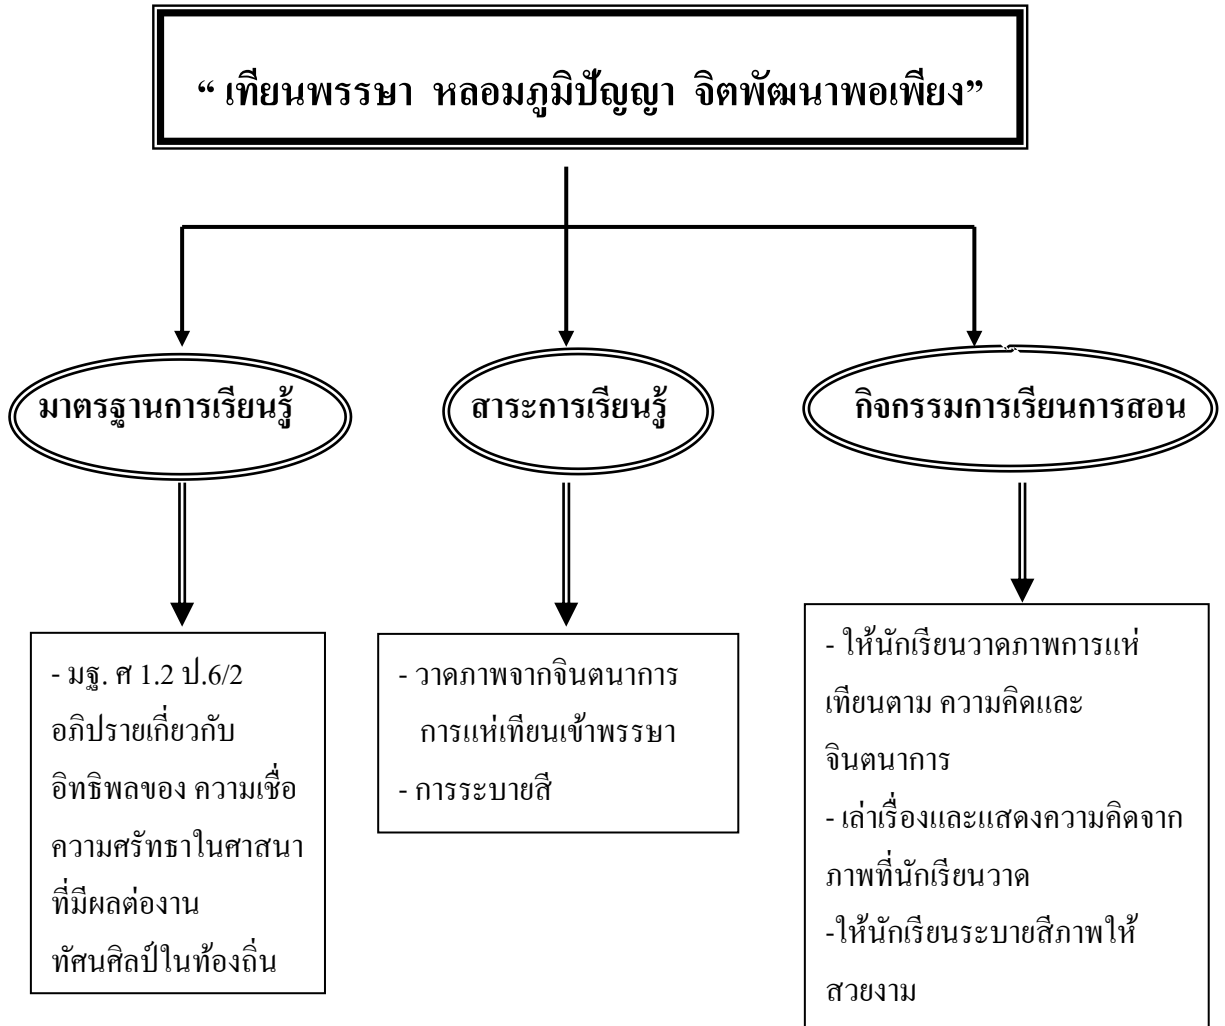 “ เทียนพรรษา หลอมภูมิปัญญา จิตพัฒนาพอเพียง”
มาตรฐานการเรียนรู้
สาระการเรียนรู้
กิจกรรมการเรียนการสอน
- มฐ. ศ 1.2 ป.6/2
อภิปรายเกี่ยวกับ
อิทธิพลของ ความเชื่อ
ความศรัทธาในศาสนา
ที่มีผลต่องาน
ทัศนศิลป์ในท้องถิ่น
- วาดภาพจากจินตนาการ
การแห่เทียนเข้าพรรษา
- การระบายสี
- ให้นักเรียนวาดภาพการแห่
เทียนตาม ความคิดและ
จินตนาการ
- เล่าเรื่องและแสดงความคิดจาก
ภาพที่นักเรียนวาด
-ให้นักเรียนระบายสีภาพให้
สวยงาม